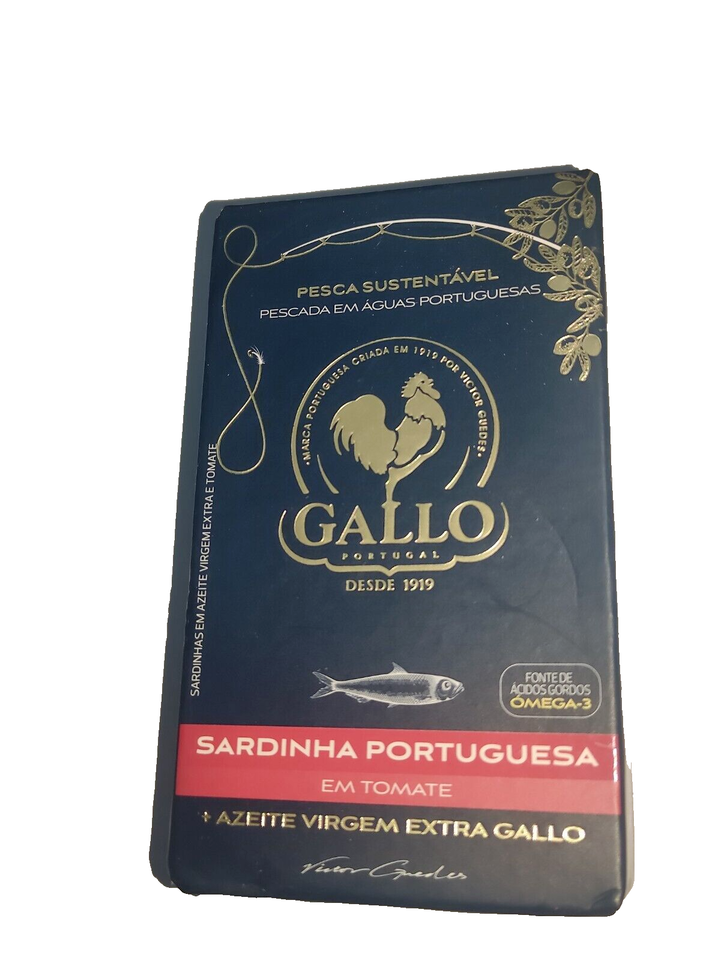 PESCA SUSTENTÁVEL
PESCADA EM ÁGUAS PORTUGUESAS
• MARCA PORTUGUESA CRIADA EM 1919 POR VICTOR GUEDES •
GALLO
PORTUGAL
DESDE 1919
SARDINHAS EM AZEITE VIRGEM EXTRA E TOMATE
FONTE DE
ÁCIDOS GORDOS
ÓMEGA-3
SARDINHA PORTUGUESA
EM TOMATE
+ AZEITE VIRGEM EXTRA GALLO
Victor Guedes